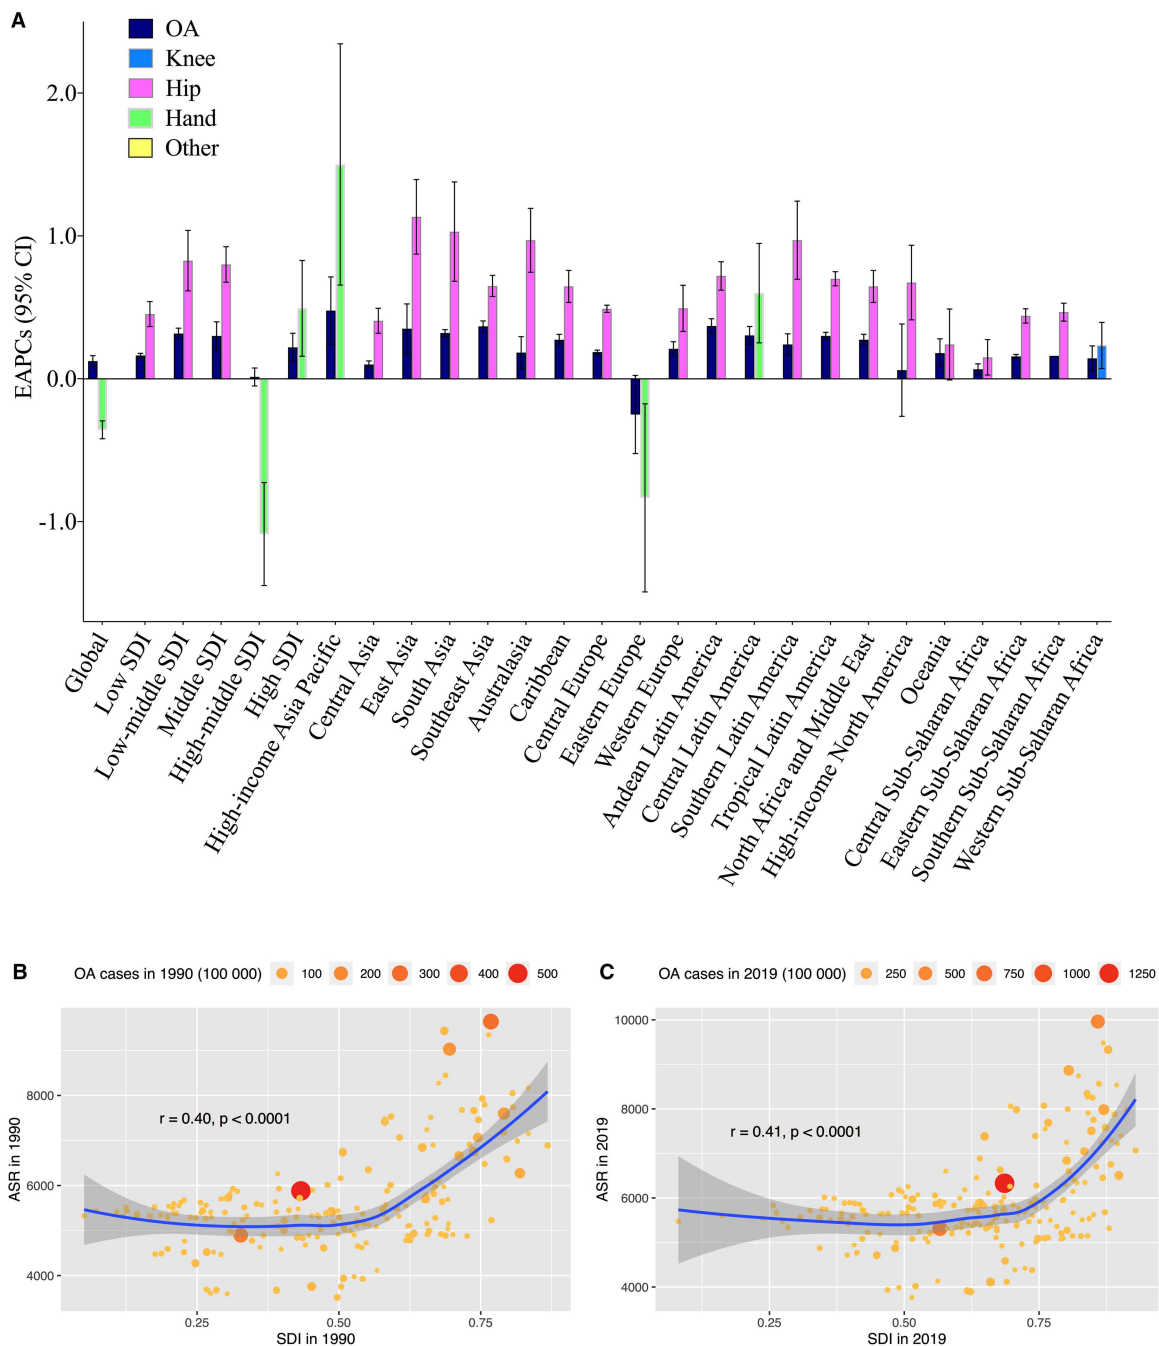 A
OA
Knee
Hip
Hand
Other
2.0
1.0
0.0
-1.0
EAPCs (95% CI)
Global
Low SDI
Low-middle SDI
Middle SDI
High-middle SDI
High SDI
High-income Asia Pacific
Central Asia
East Asia
South Asia
Southeast Asia
Australasia
Caribbean
Central Europe
Eastern Europe
Western Europe
Andean Latin America
Central Latin America
Southern Latin America
Tropical Latin America
North Africa and Middle East
High-income North America
Oceania
Central Sub-Saharan Africa
Eastern Sub-Saharan Africa
Southern Sub-Saharan Africa
Western Sub-Saharan Africa
B
OA cases in 1990 (100 000) 100 200 300 400 500
8000
6000
4000
ASR in 1990
r = 0.40, p < 0.0001
0.25 0.50 0.75
SDI in 1990
C
OA cases in 2019 (100 000) 250 500 750 1000 1250
10000
8000
6000
4000
ASR in 2019
r = 0.41, p < 0.0001
0.25 0.50 0.75
SDI in 2019